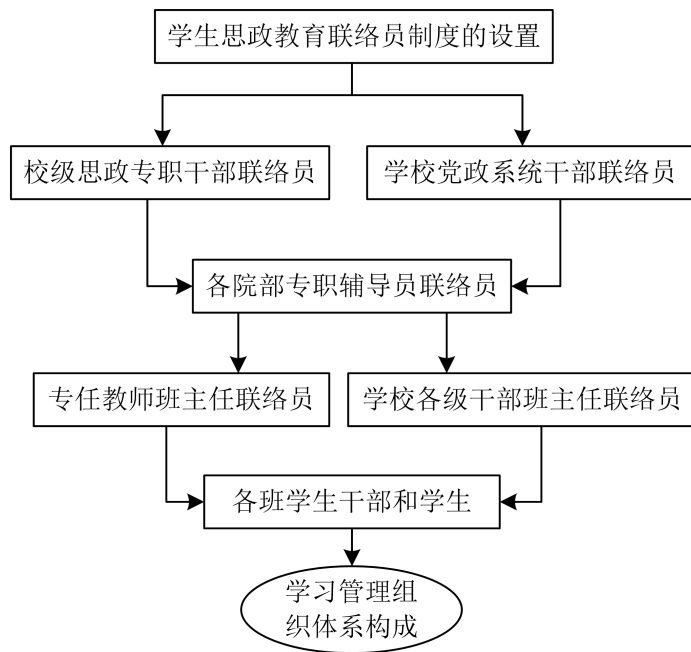 学生思政教育联络员制度的设置
校级思政专职干部联络员
学校党政系统干部联络员
各院部专职辅导员联络员
专任教师班主任联络员
学校各级干部班主任联络员
各班学生干部和学生
学习管理组
织体系构成